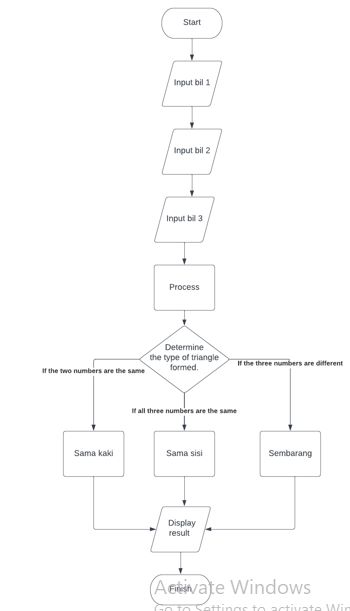 Start
Input bil 1
Input bil 2
Input bil 3
Process
Determine
the type of triangle
formed.
If the two numbers are the same
If all three numbers are the same
If the three numbers are different
Sama kaki
Sama sisi
Sembarang
Display
result
Finish
Activate Windows
Go to Settings to activate Win